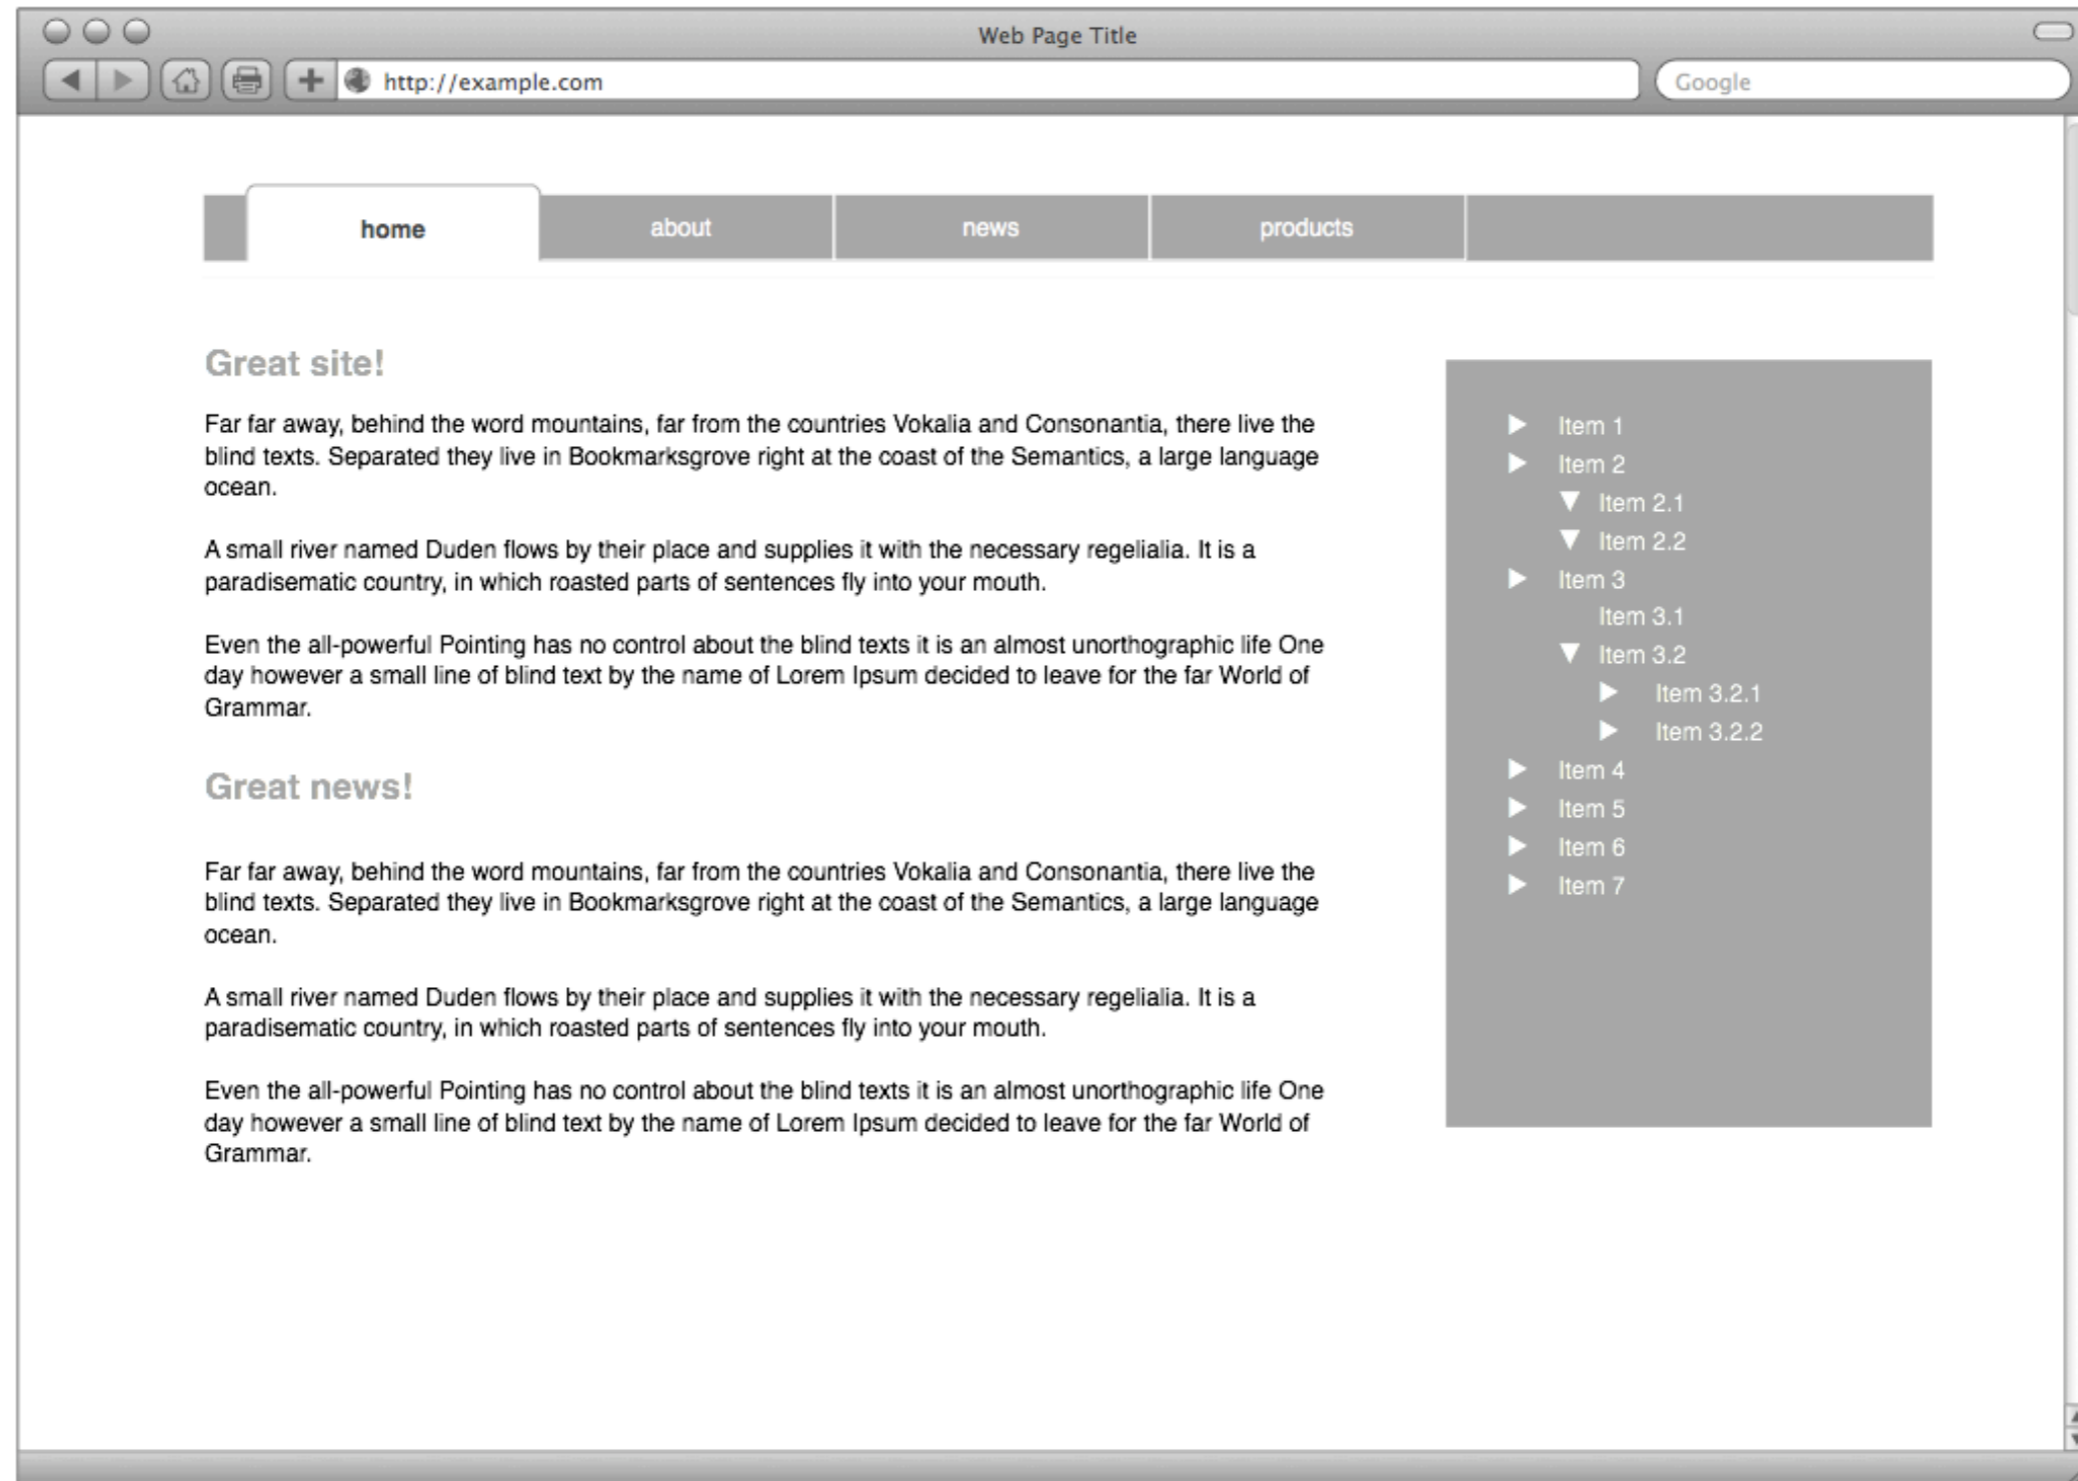 Web Page Title
http://example.com
Google
home
about
news
products
Great site!
Far far away, behind the word mountains, far from the countries Vokalia and Consonantia, there live the
blind texts. Separated they live in Bookmarksgrove right at the coast of the Semantics, a large language
ocean.
A small river named Duden flows by their place and supplies it with the necessary regelialia. It is a
paradisematic country, in which roasted parts of sentences fly into your mouth.
Even the all-powerful Pointing has no control about the blind texts it is an almost unorthographic life One
day however a small line of blind text by the name of Lorem Ipsum decided to leave for the far World of
Grammar.
Great news!
Far far away, behind the word mountains, far from the countries Vokalia and Consonantia, there live the
blind texts. Separated they live in Bookmarksgrove right at the coast of the Semantics, a large language
ocean.
A small river named Duden flows by their place and supplies it with the necessary regelialia. It is a
paradisematic country, in which roasted parts of sentences fly into your mouth.
Even the all-powerful Pointing has no control about the blind texts it is an almost unorthographic life One
day however a small line of blind text by the name of Lorem Ipsum decided to leave for the far World of
Grammar.
Item 1
Item 2
Item 2.1
Item 2.2
Item 3
Item 3.1
Item 3.2
Item 3.2.1
Item 3.2.2
Item 4
Item 5
Item 6
Item 7